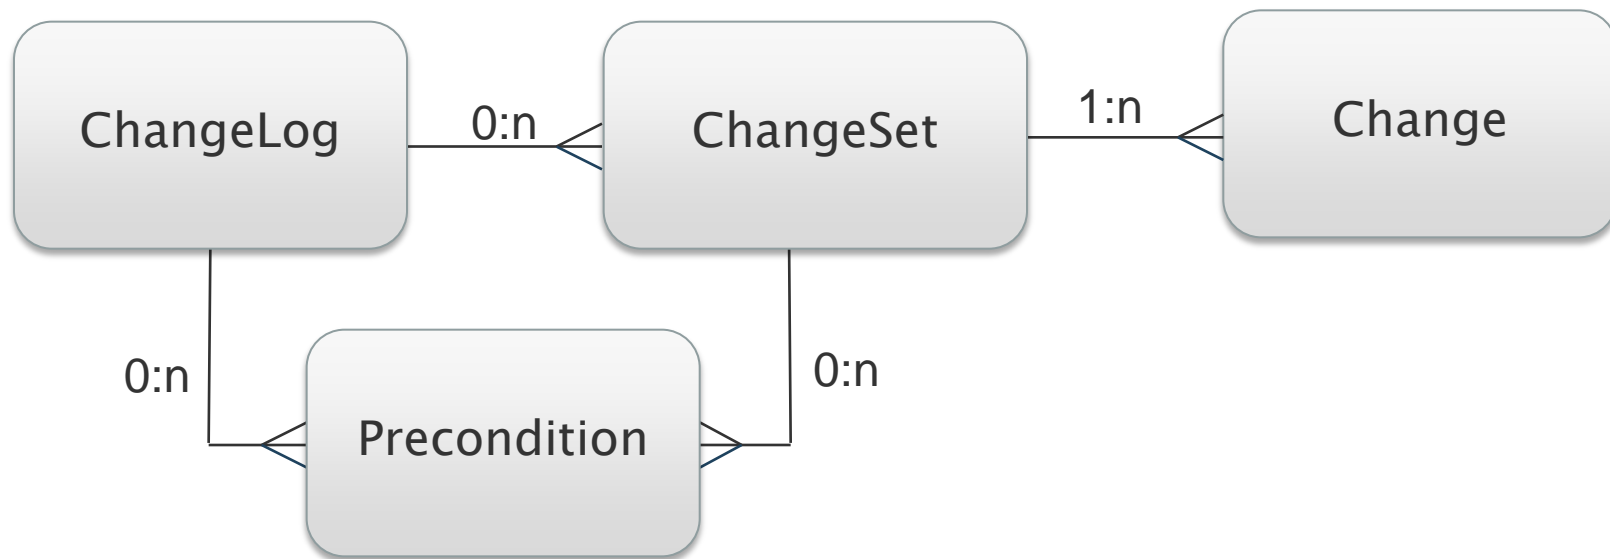 ChangeLog
0:n
ChangeSet
1:n
Change
0:n
Precondition
0:n